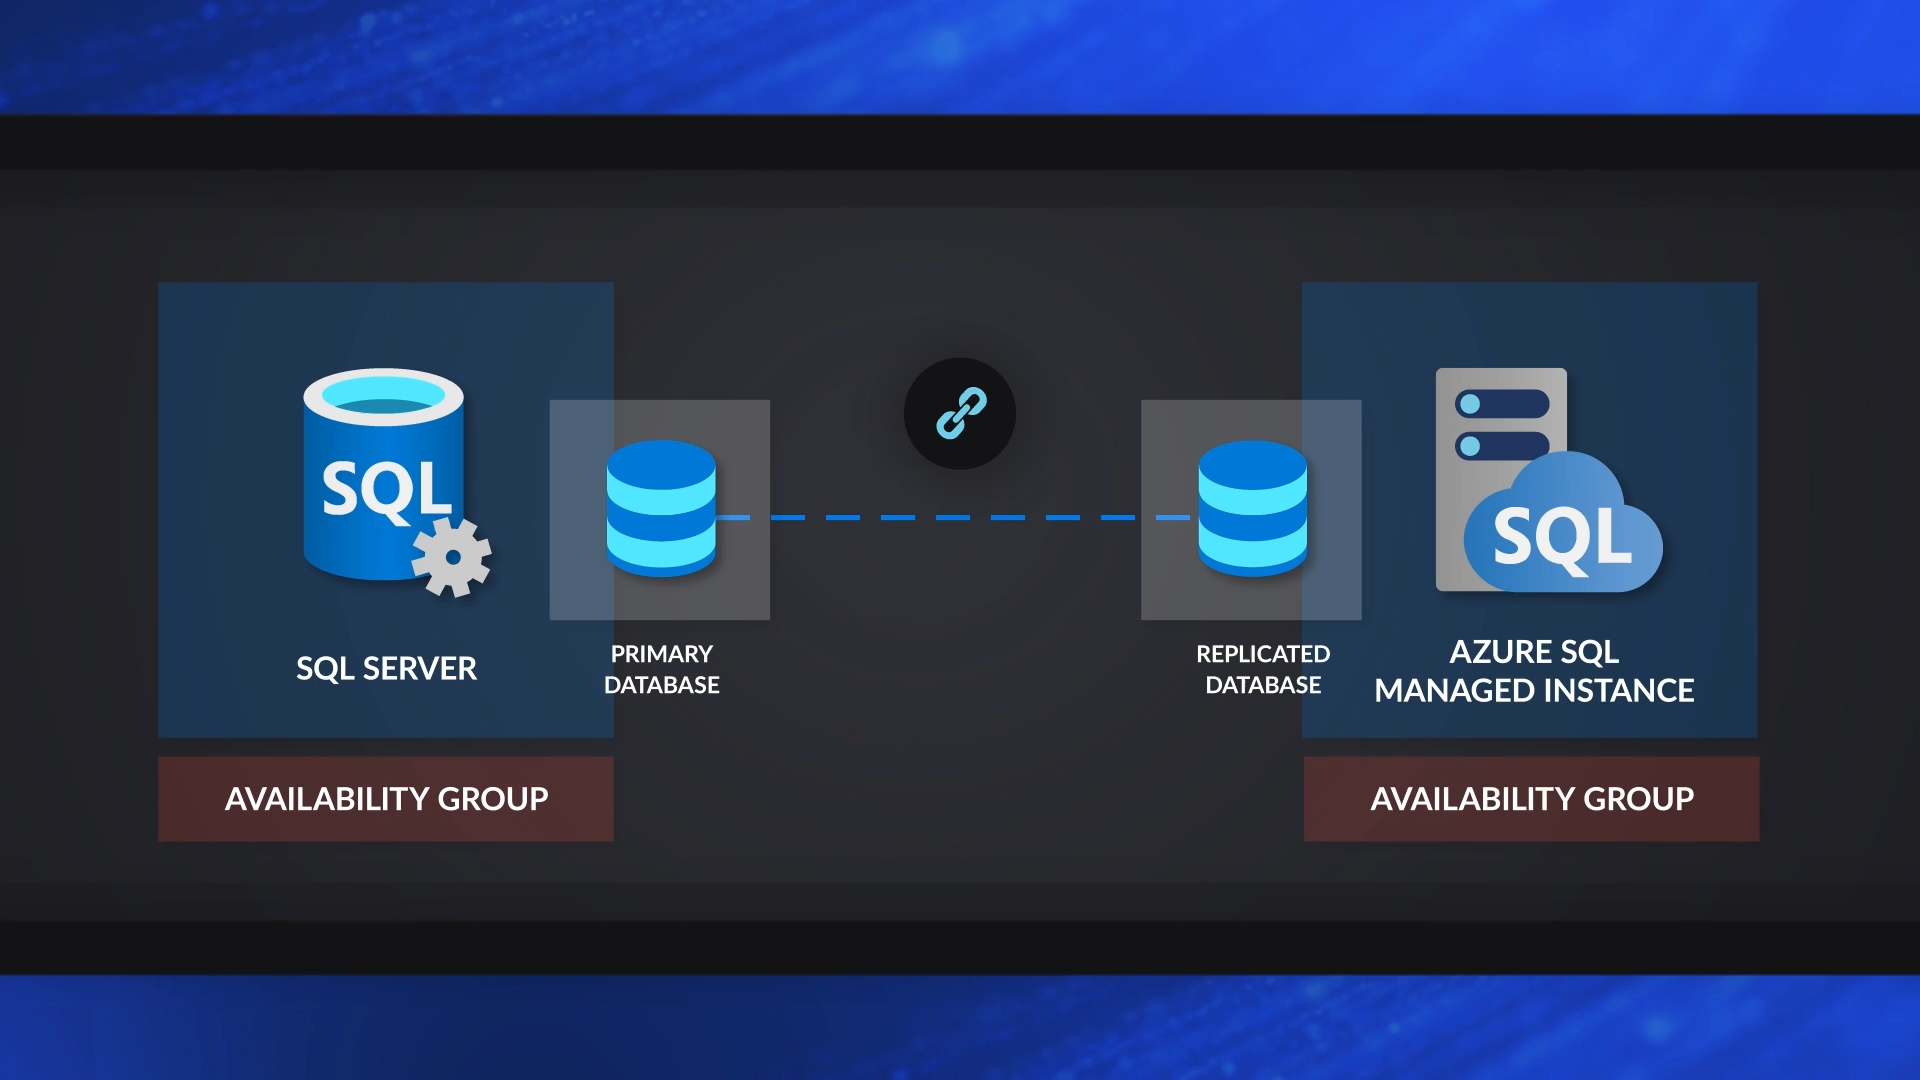 SQL
SQL SERVER
PRIMARY
DATABASE
AVAILABILITY GROUP
REPLICATED
DATABASE
SQL
AZURE SQL
MANAGED INSTANCE
AVAILABILITY GROUP